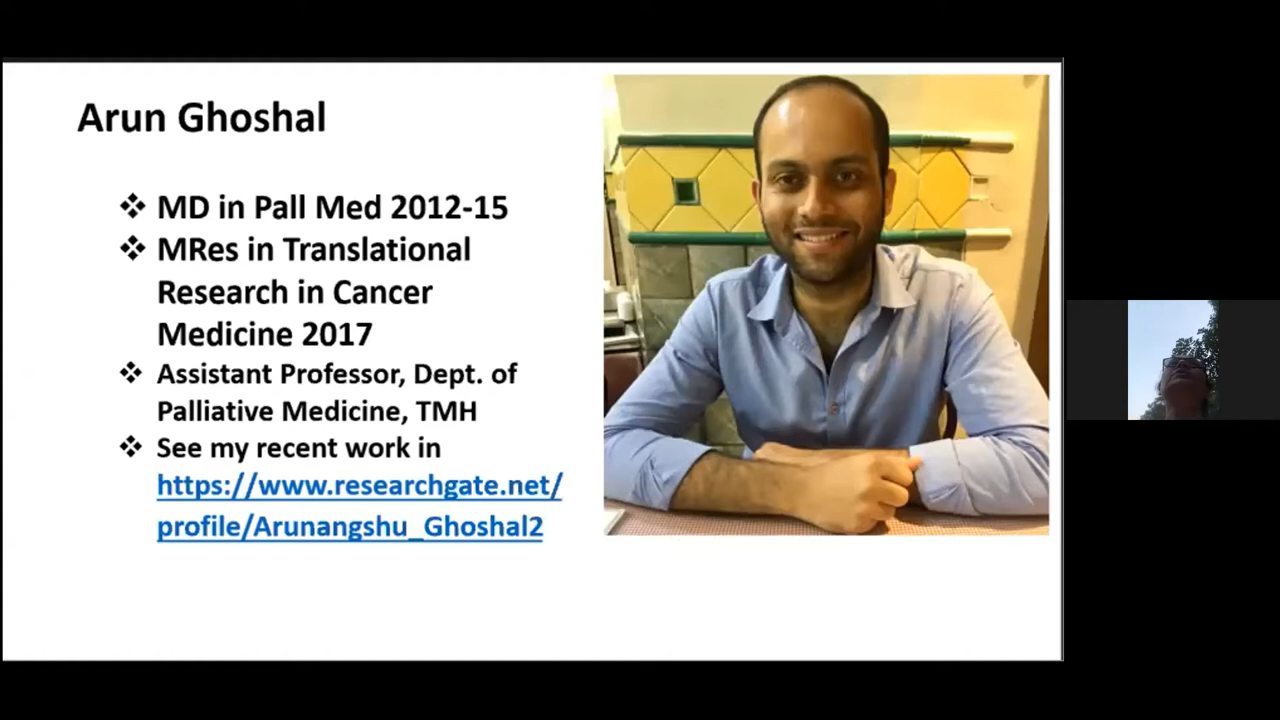 Arun Ghoshal
❖ MD in Pall Med 2012-15
❖ MRes in Translational
Research in Cancer
Medicine 2017
❖ Assistant Professor, Dept. of
Palliative Medicine, TMH
❖ See my recent work in
https://www.researchgate.net/
profile/Arunangshu_Ghoshal2